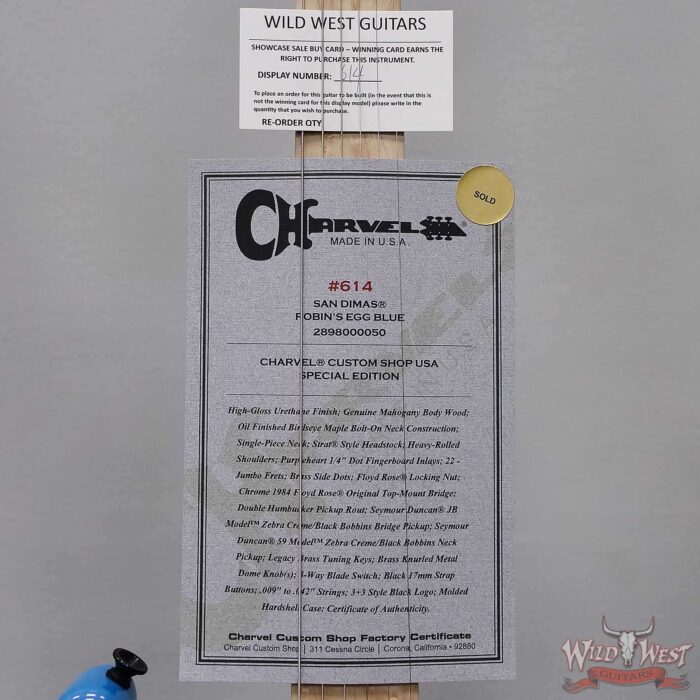 WILD WEST GUITARS
SHOWCASE SALE BUY CARD – WINNING CARD EARNS THE
RIGHT TO PURCHASE THIS INSTRUMENT.
DISPLAY NUMBER: 614
To place an order for this guitar to be built (in the event that this is
not the winning card for this display model) please write in the
quantity that you wish to purchase.
RE-ORDER QTY
SOLD
CHARVEL®
MADE IN U.S.A.
#614
SAN DIMAS®
ROBIN'S EGG BLUE
2898000050
CHARVEL® CUSTOM SHOP USA
SPECIAL EDITION
High-Gloss Urethane Finish; Genuine Mahogany Body Wood;
Oil Finished Birdseye Maple Bolt-On Neck Construction;
Single-Piece Neck; Strat® Style Headstock; Heavy-Rolled
Shoulders; Purpleheart 1/4" Dot Fingerboard Inlays; 22 -
Jumbo Frets; Brass Side Dots; Floyd Rose® Locking Nut;
Chrome 1984 Floyd Rose® Original Top-Mount Bridge;
Double Humbucker Pickup Rout; Seymour Duncan® JB
Model™ Zebra Creme/Black Bobbins Bridge Pickup; Seymour
Duncan® 59 Model™ Zebra Creme/Black Bobbins Neck
Pickup; Legacy Brass Tuning Keys; Brass Knurled Metal
Dome Knob(s); 3-Way Blade Switch; Black 17mm Strap
Buttons; .009" to .042" Strings; 3+3 Style Black Logo; Molded
Hardshell Case; Certificate of Authenticity.
Charvel Custom Shop Factory Certificate
Charvel Custom Shop | 311 Cessna Circle | Corona, California • 92880
WILD WEST
GUITARS